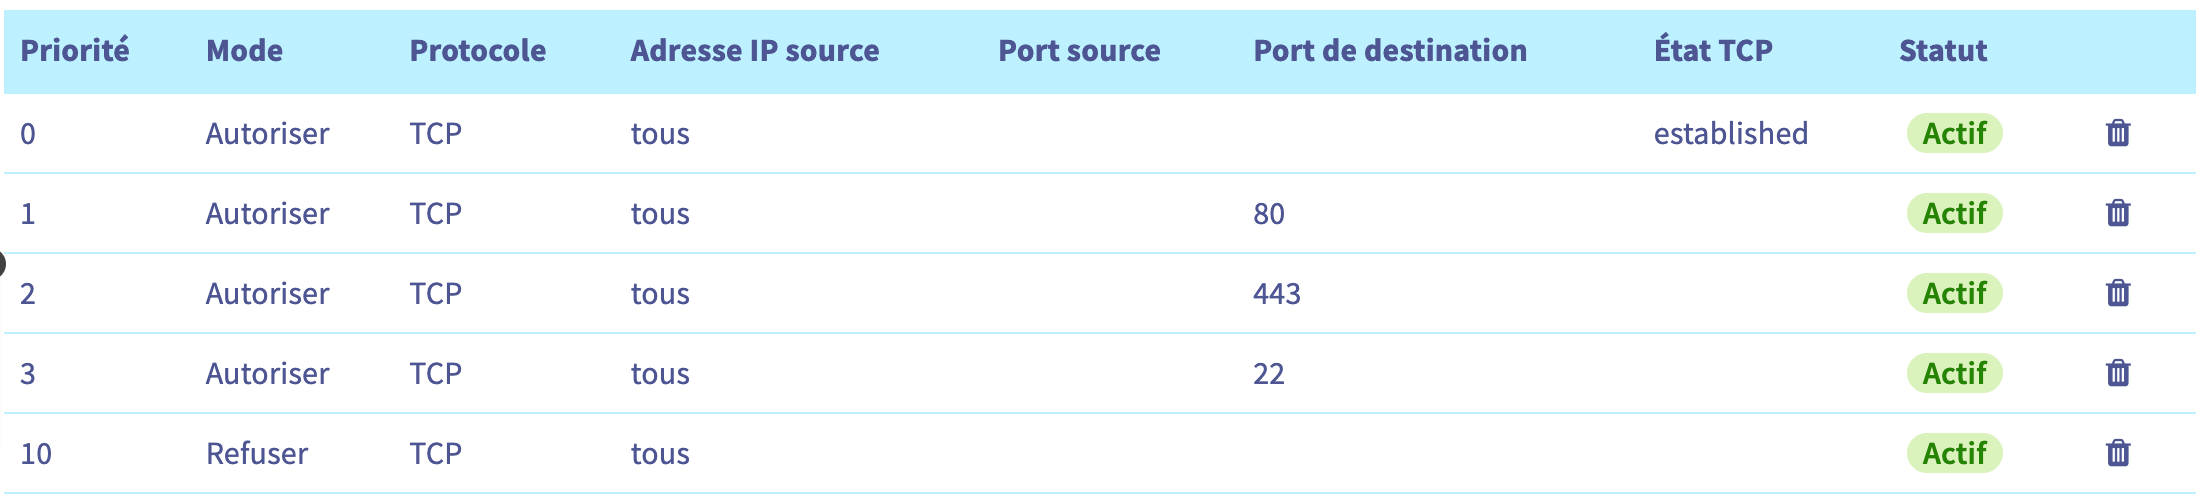 Priorité Mode Protocole Adresse IP source Port source Port de destination État TCP Statut
0 Autoriser TCP tous established Actif
1 Autoriser TCP tous 80 Actif
2 Autoriser TCP tous 443 Actif
3 Autoriser TCP tous 22 Actif
10 Refuser TCP tous Actif